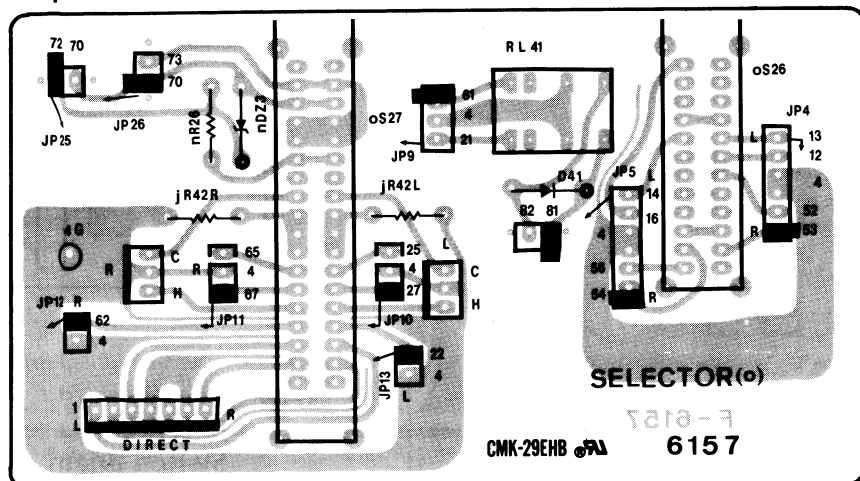 72 70
73
70
JP25
JP26
nR26
nDZ3
oS27
RL41
61
4
21
JP9
oS26
JP4
L 13
12
4
52
R 53
D41
82 81
JP5
L
14
16
4
56
54
R
jR42R
jR42L
4G
C
R
H
65
R 4
67
JP11
25
4
27
JP10
L
C
H
JP12 R
62
4
22
4
JP13
L
1
L
R
DIRECT
SELECTOR(o)
F-6157
CMK-29EHB
6157